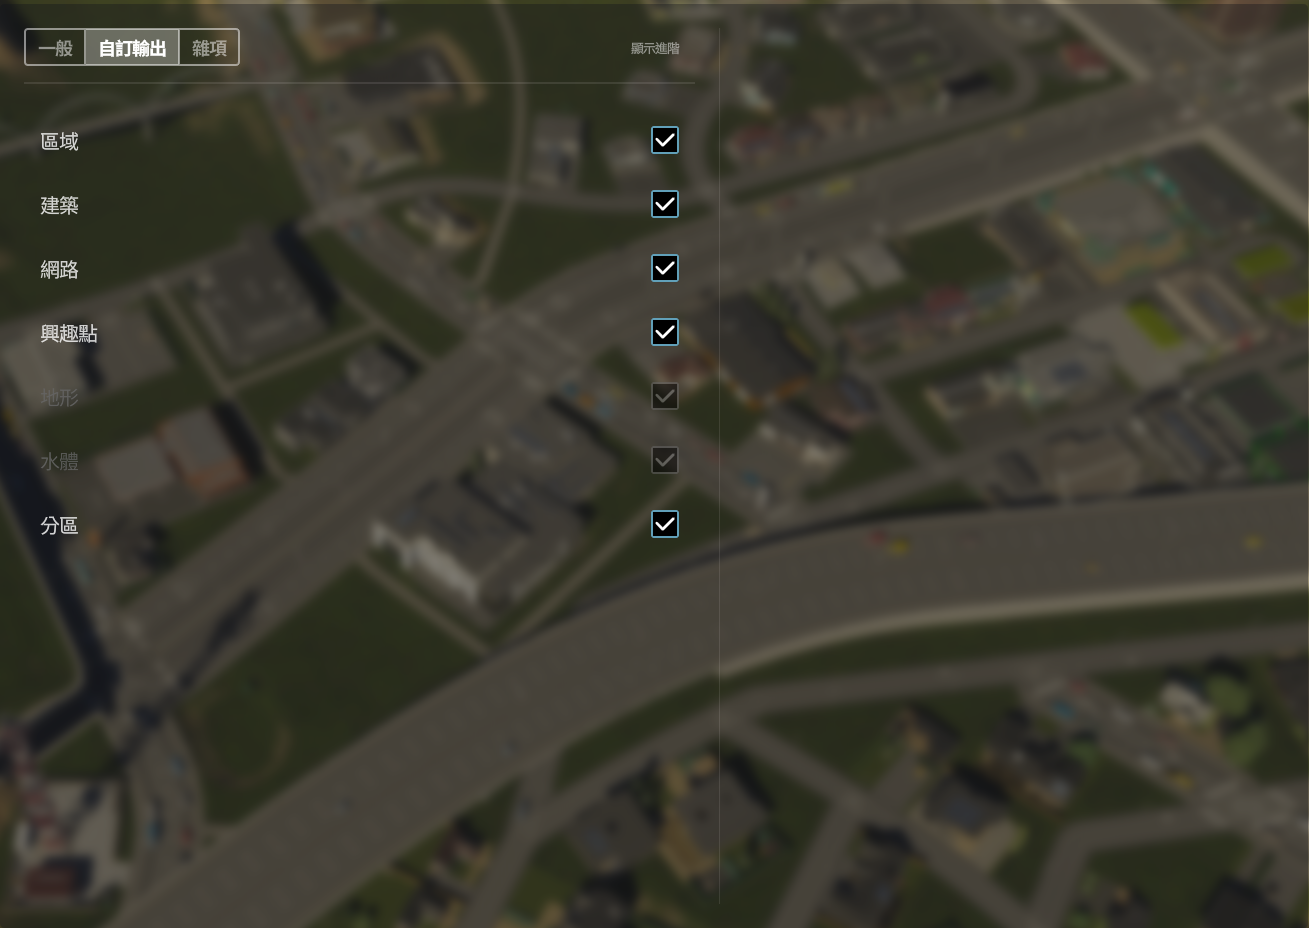 一般 自訂輸出 雜項 顯示進階
區域
建築
網路
興趣點
地形
水體
分區